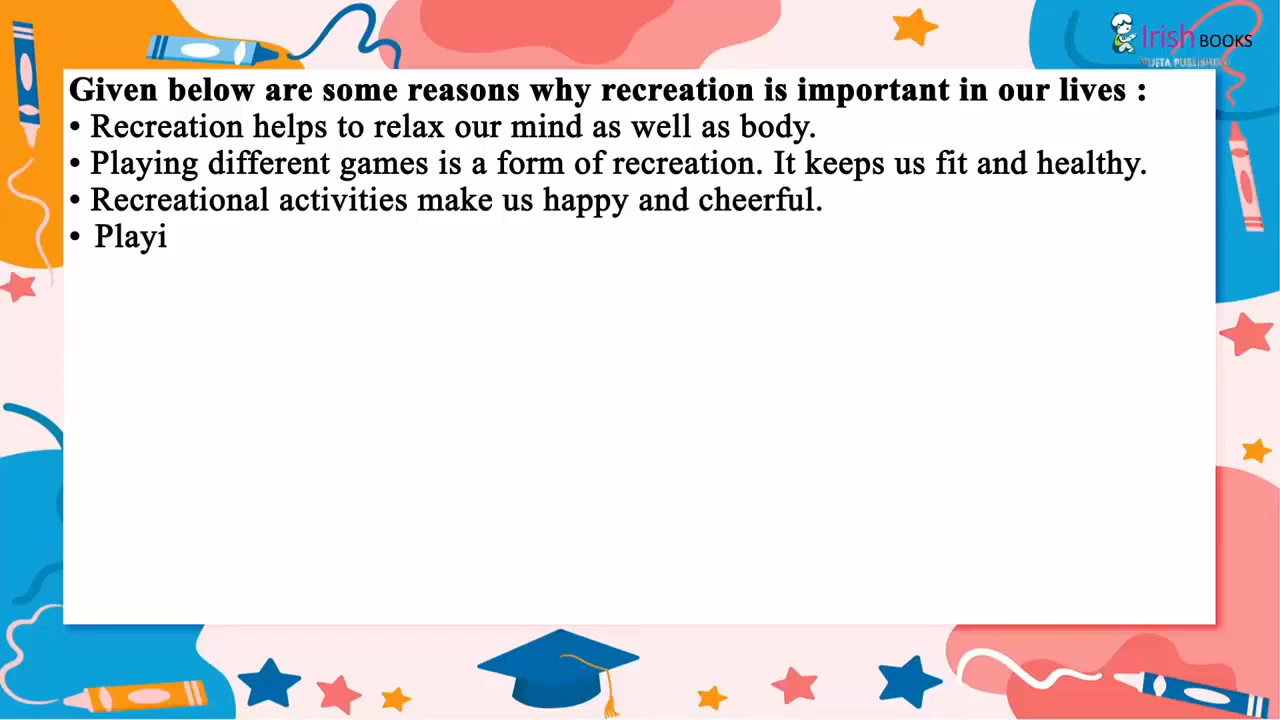 Irish BOOKS
Given below are some reasons why recreation is important in our lives :
• Recreation helps to relax our mind as well as body.
• Playing different games is a form of recreation. It keeps us fit and healthy.
• Recreational activities make us happy and cheerful.
• Playi